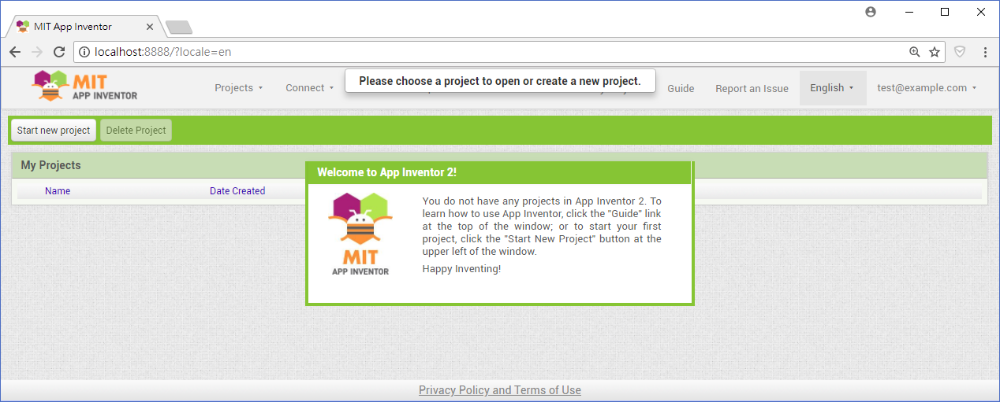 MIT App Inventor
localhost:8888/?locale=en
MIT
APP INVENTOR
Projects
Connect
Please choose a project to open or create a new project.
Guide
Report an Issue
English
test@example.com
Start new project
Delete Project
My Projects
Name
Date Created
Welcome to App Inventor 2!
You do not have any projects in App Inventor 2. To
learn how to use App Inventor, click the "Guide" link
at the top of the window; or to start your first
project, click the "Start New Project" button at the
upper left of the window.
Happy Inventing!
MIT
APP INVENTOR
Privacy Policy and Terms of Use